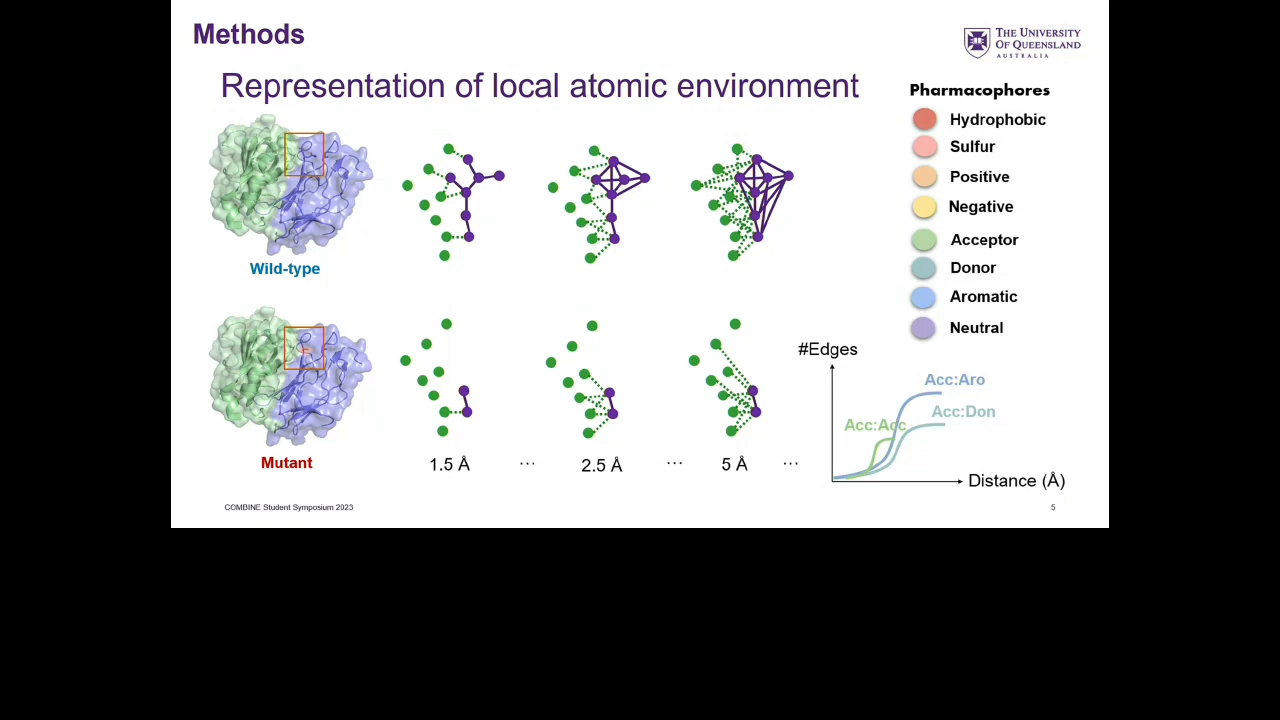 Methods
THE UNIVERSITY
OF QUEENSLAND
AUSTRALIA
Representation of local atomic environment
Pharmacophores
Hydrophobic
Sulfur
Positive
Negative
Acceptor
Donor
Aromatic
Neutral
Wild-type
Mutant
1.5 Å
...
2.5 Å
...
5 Å
...
#Edges
Acc:Aro
Acc:Don
Acc:Acc
Distance (Å)
COMBINE Student Symposium 2023
5